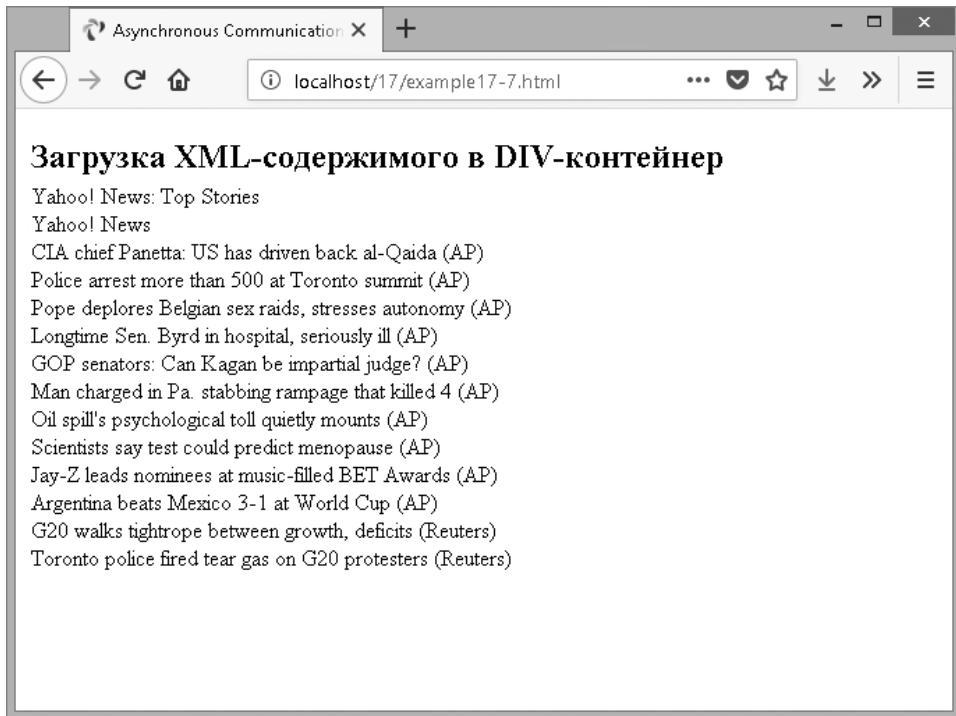 Asynchronous Communication
localhost/17/example17-7.html
Загрузка XML-содержимого в DIV-контейнер
Yahoo! News: Top Stories
Yahoo! News
CIA chief Panetta: US has driven back al-Qaida (AP)
Police arrest more than 500 at Toronto summit (AP)
Pope deplores Belgian sex raids, stresses autonomy (AP)
Longtime Sen. Byrd in hospital, seriously ill (AP)
GOP senators: Can Kagan be impartial judge? (AP)
Man charged in Pa. stabbing rampage that killed 4 (AP)
Oil spill's psychological toll quietly mounts (AP)
Scientists say test could predict menopause (AP)
Jay-Z leads nominees at music-filled BET Awards (AP)
Argentina beats Mexico 3-1 at World Cup (AP)
G20 walks tightrope between growth, deficits (Reuters)
Toronto police fired tear gas on G20 protesters (Reuters)